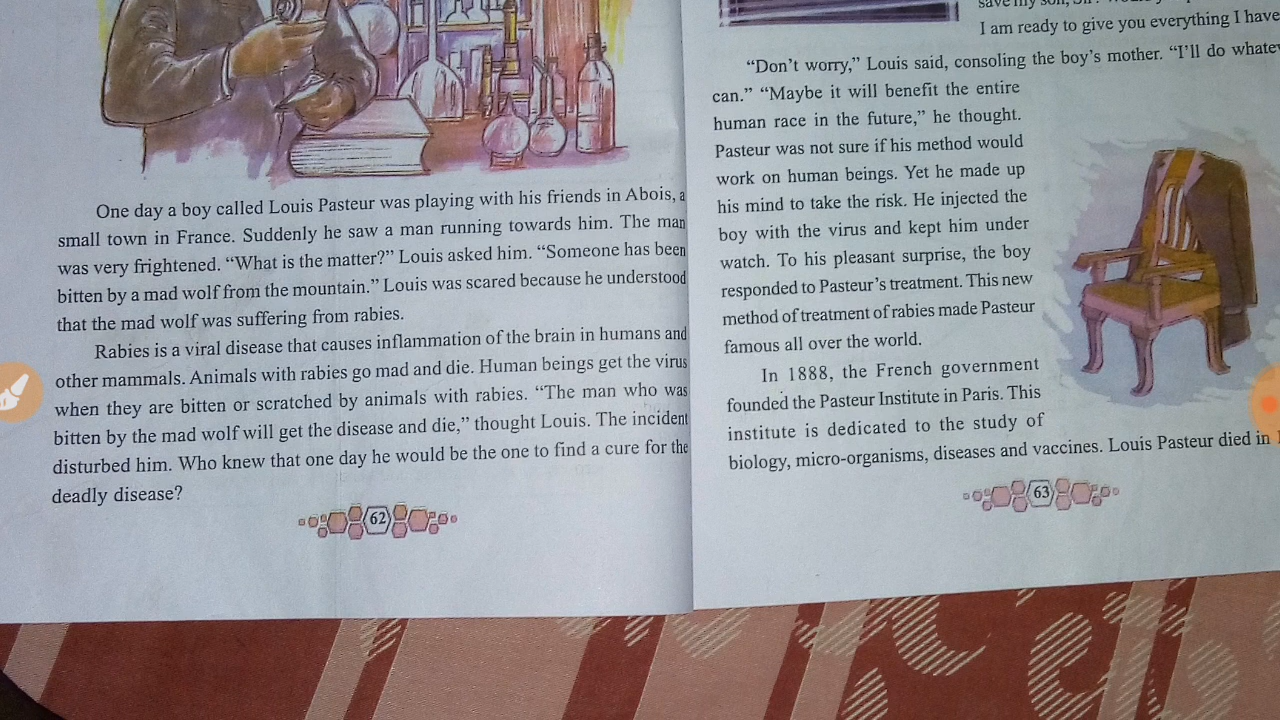 One day a boy called Louis Pasteur was playing with his friends in Abois, a
small town in France. Suddenly he saw a man running towards him. The man
was very frightened. “What is the matter?” Louis asked him. “Someone has been
bitten by a mad wolf from the mountain.” Louis was scared because he understood
that the mad wolf was suffering from rabies.
Rabies is a viral disease that causes inflammation of the brain in humans and
other mammals. Animals with rabies go mad and die. Human beings get the virus
when they are bitten or scratched by animals with rabies. “The man who was
bitten by the mad wolf will get the disease and die,” thought Louis. The incident
disturbed him. Who knew that one day he would be the one to find a cure for the
deadly disease?
62
save my son,
I am ready to give you everything I have
“Don’t worry,” Louis said, consoling the boy’s mother. “I’ll do
can.” “Maybe it will benefit the entire
human race in the future,” he thought.
Pasteur was not sure if his method would
work on human beings. Yet he made up
his mind to take the risk. He injected the
boy with the virus and kept him under
watch. To his pleasant surprise, the boy
responded to Pasteur’s treatment. This new
method of treatment of rabies made Pasteur
famous all over the world.
In 1888, the French government
founded the Pasteur Institute in Paris. This
institute is dedicated to the study of
biology, micro-organisms, diseases and vaccines. Louis Pasteur died in
63